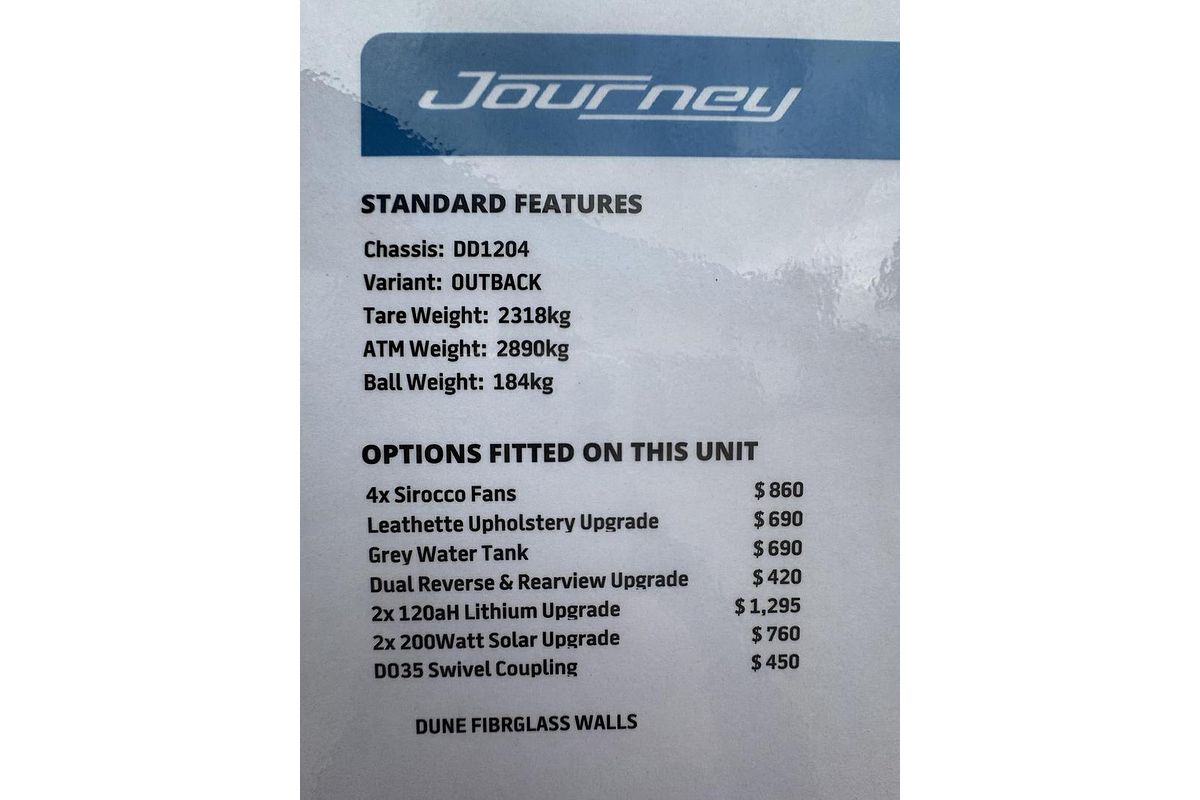 Journey
STANDARD FEATURES
Chassis: DD1204
Variant: OUTBACK
Tare Weight: 2318kg
ATM Weight: 2890kg
Ball Weight: 184kg
OPTIONS FITTED ON THIS UNIT
4x Sirocco Fans $ 860
Leathette Upholstery Upgrade $ 690
Grey Water Tank $ 690
Dual Reverse & Rearview Upgrade $ 420
2x 120aH Lithium Upgrade $ 1,295
2x 200Watt Solar Upgrade $ 760
DO35 Swivel Coupling $ 450
DUNE FIBRGLASS WALLS